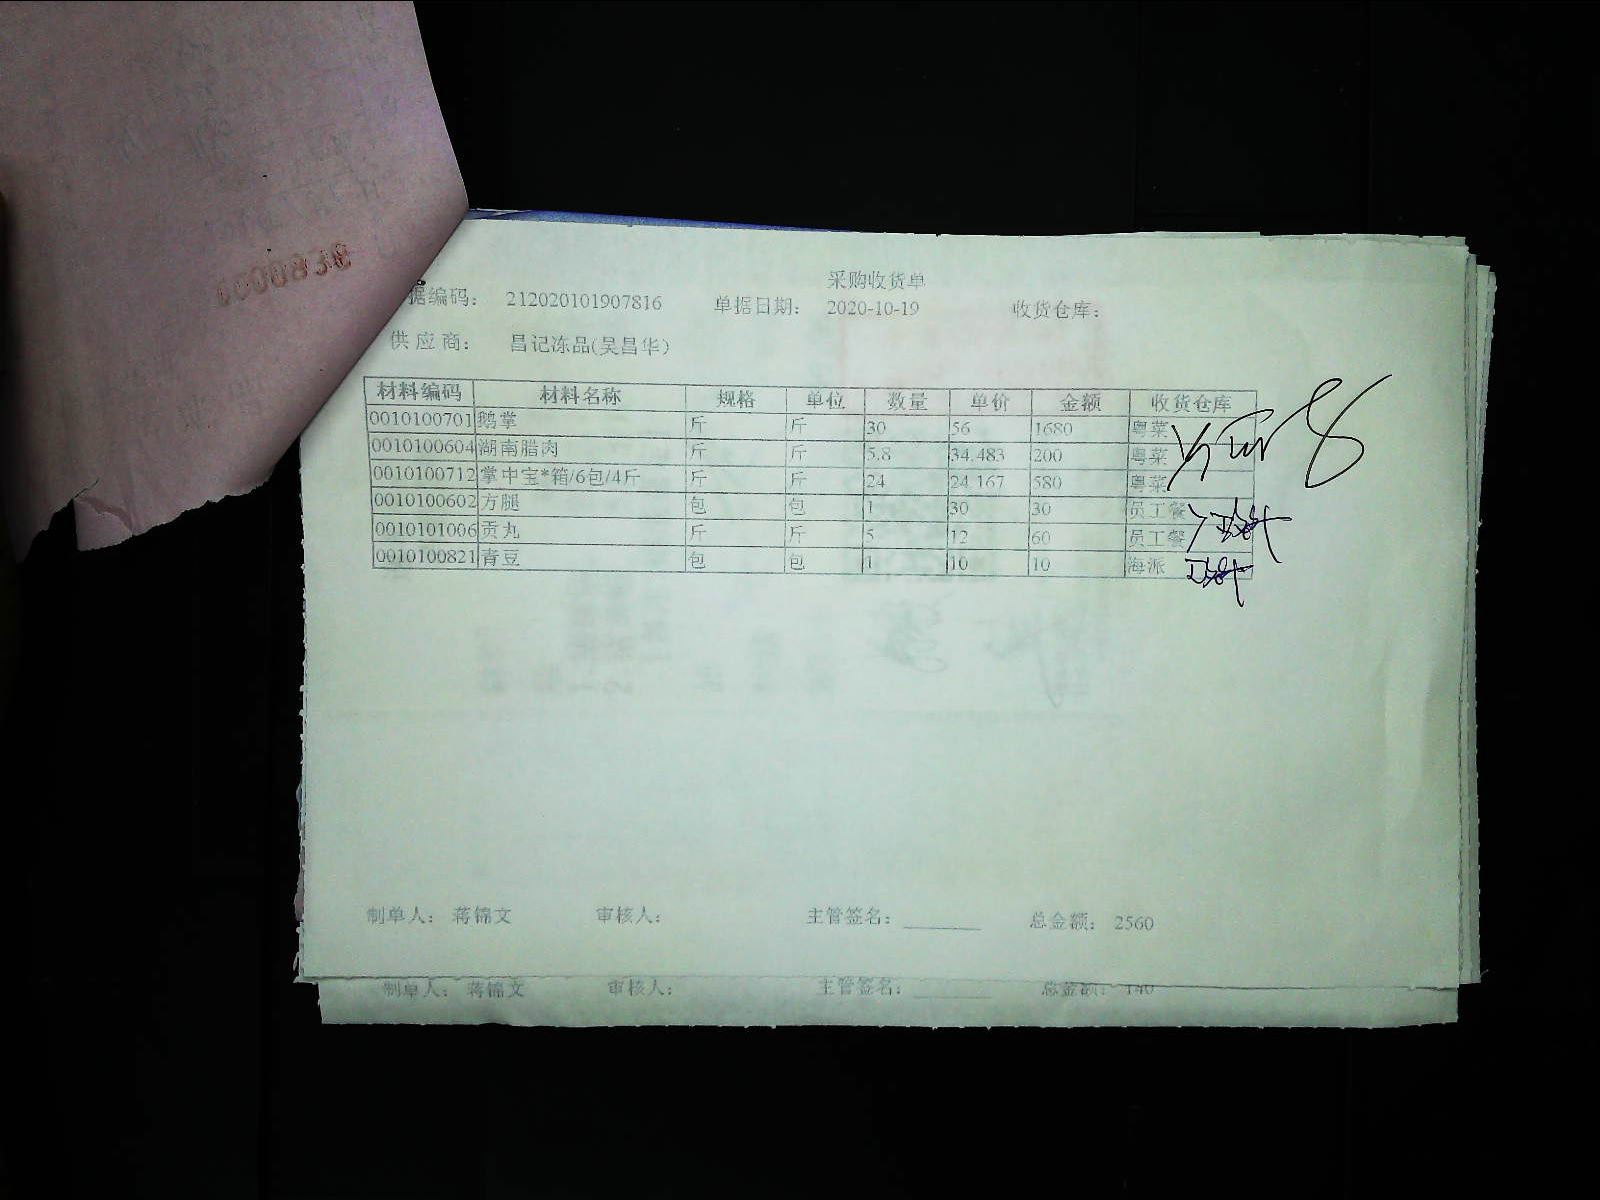 采购收货单
据编码： 212020101907816 单据日期： 2020-10-19 收货仓库：
供应商： 昌记冻品(吴昌华)
材料编码 材料名称 规格 单位 数量 单价 金额 收货仓库
0010100701 鹅掌 斤 斤 30 56 1680 粤菜
0010100604 湖南腊肉 斤 斤 5.8 34.483 200 粤菜
0010100712 掌中宝*箱/6包/4斤 斤 斤 24 24.167 580 粤菜
0010100602 方腿 包 包 1 30 30 员工餐
0010101006 贡丸 斤 斤 5 12 60 员工餐
0010100821 青豆 包 包 1 10 10 海派
制单人： 蒋锦文 审核人： 主管签名： 总金额： 2560
制单人： 蒋锦文 审核人： 主管签名： 总金额： 140